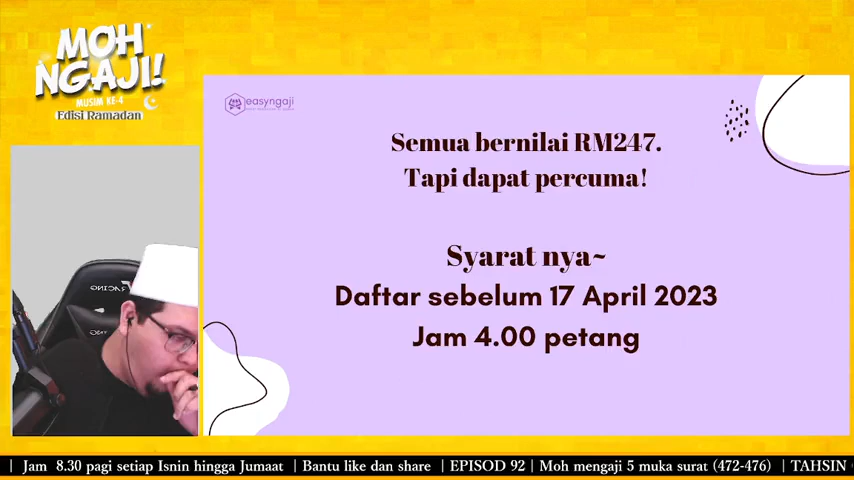 MOH
NGAJI!
MUSIM KE-4
Edisi Ramadan
easyngaji
Semua bernilai RM247.
Tapi dapat percuma!
Syarat nya~
Daftar sebelum 17 April 2023
Jam 4.00 petang
RACING
| Jam 8.30 pagi setiap Isnin hingga Jumaat | Bantu like dan share | EPISOD 92 | Moh mengaji 5 muka surat (472-476) | TAHSIN